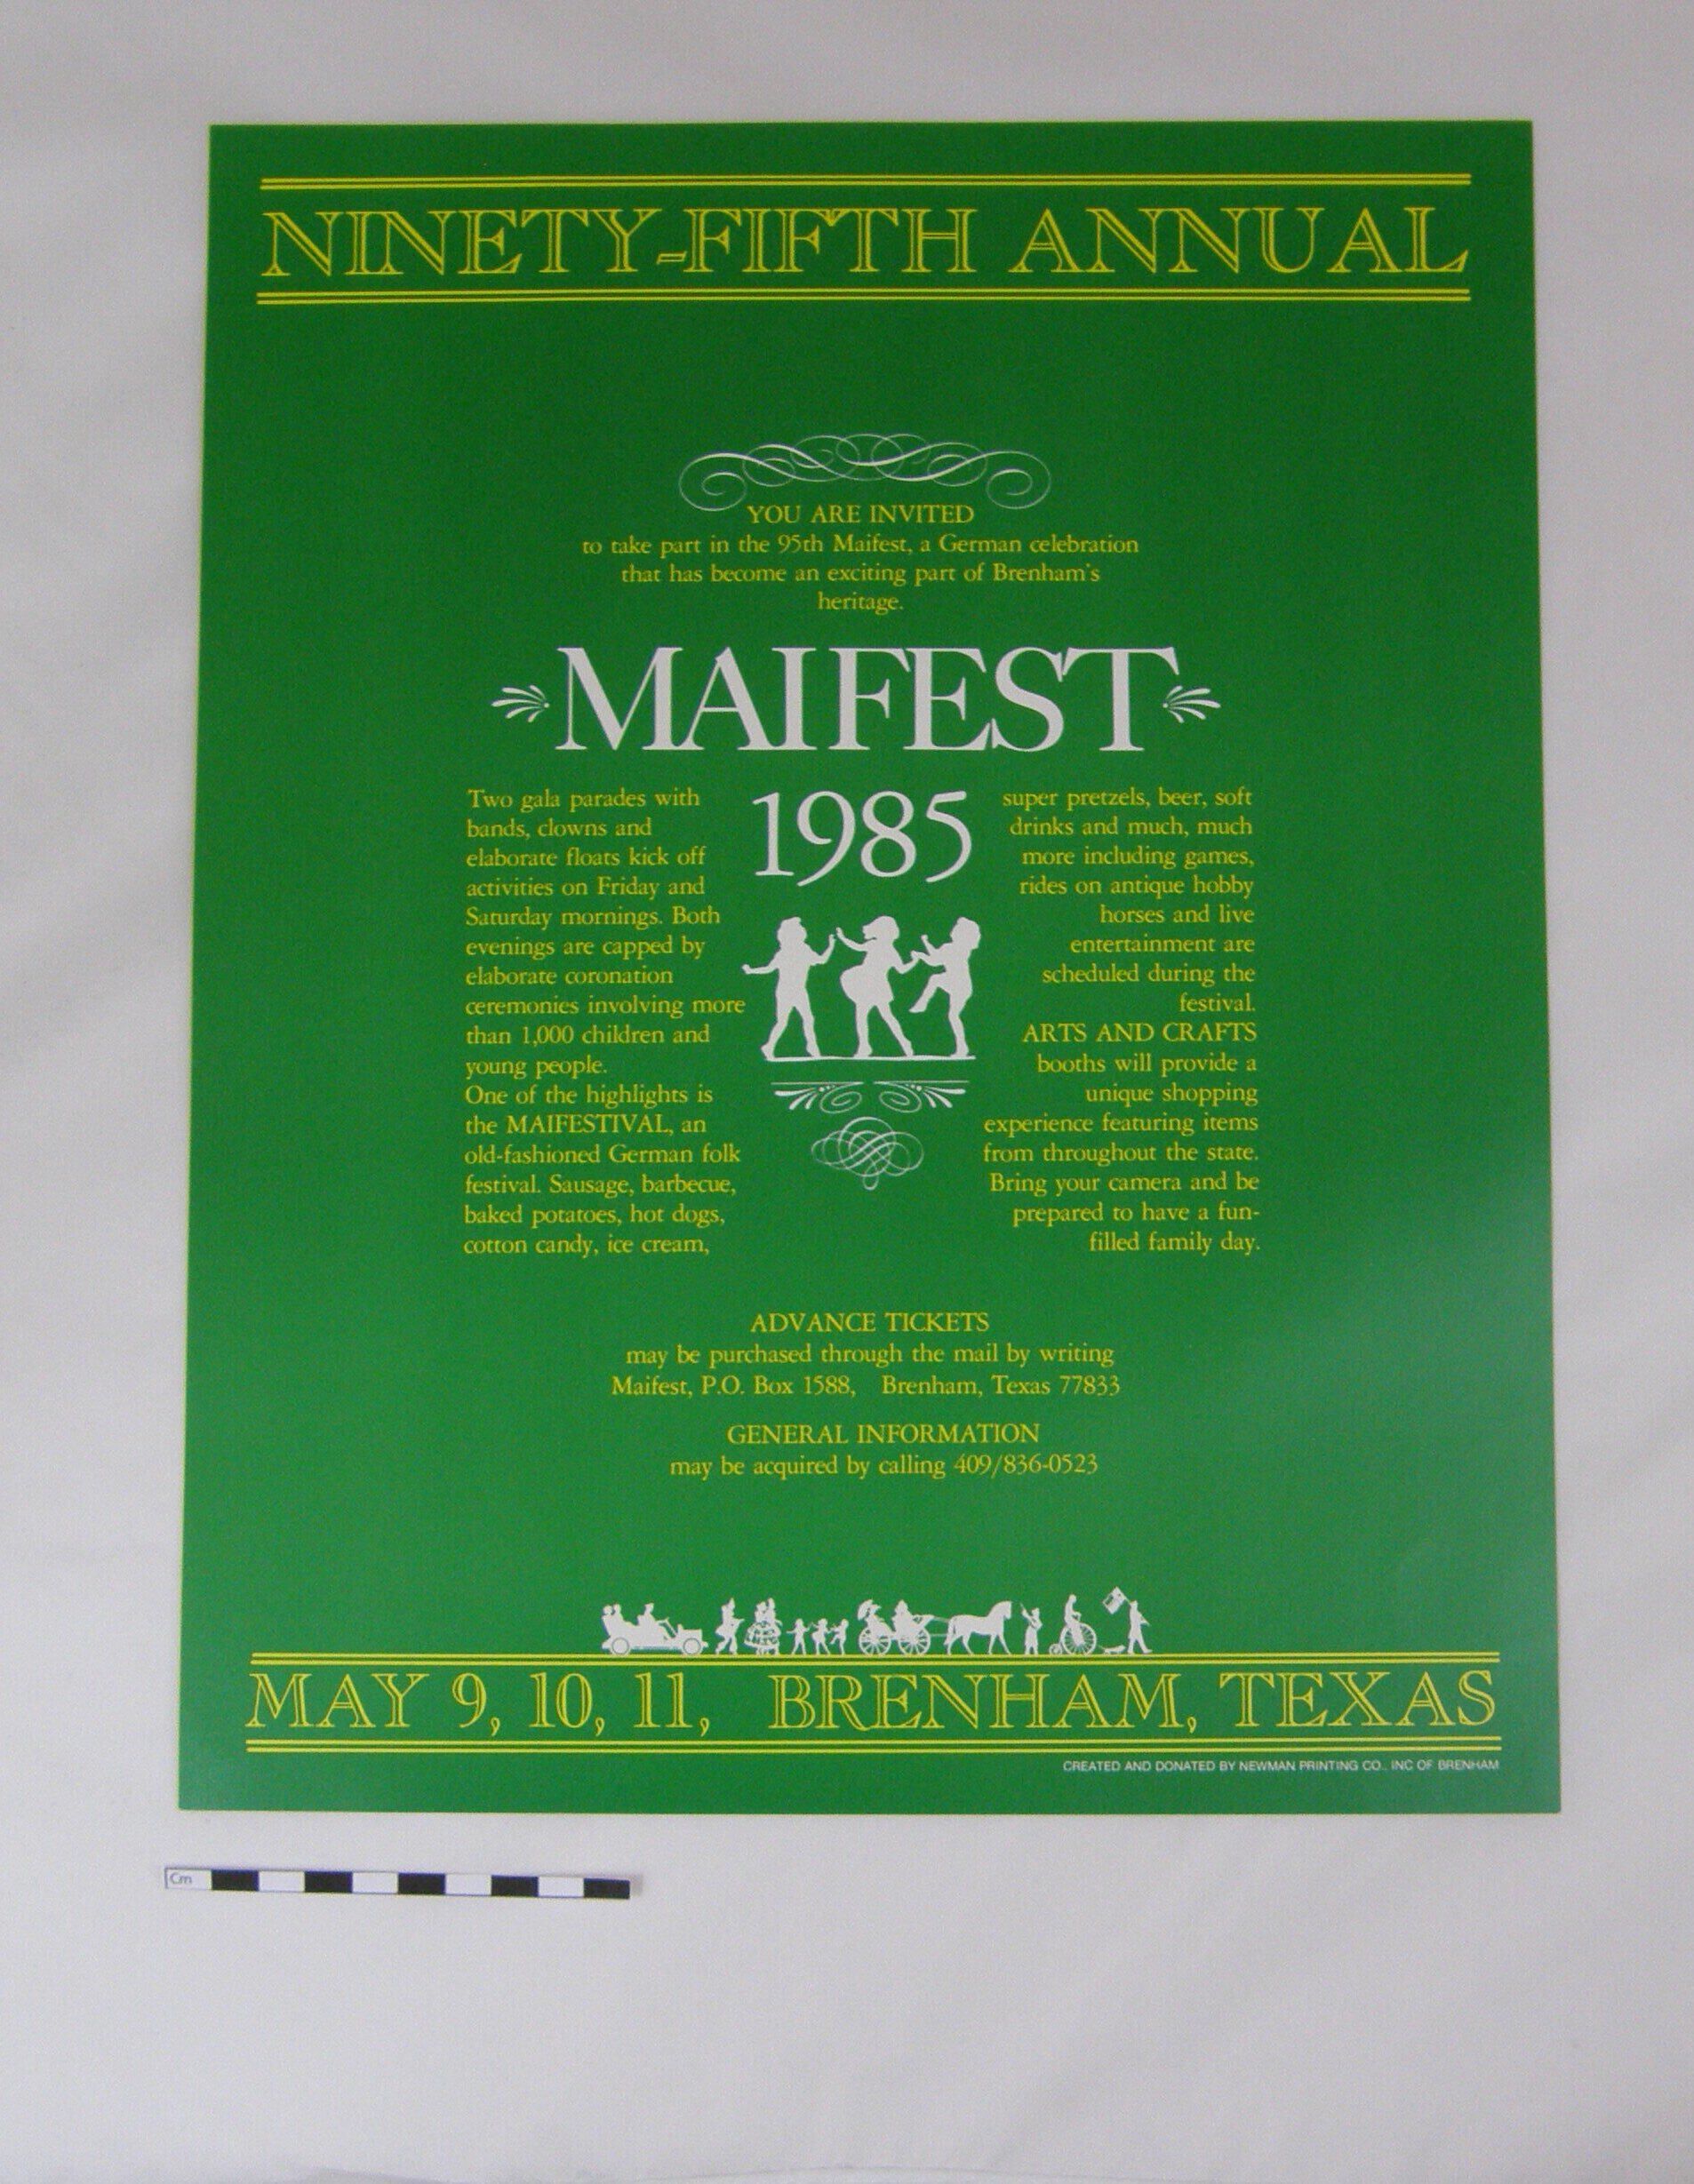 NINETY-FIFTH ANNUAL
YOU ARE INVITED
to take part in the 95th Maifest, a German celebration
that has become an exciting part of Brenham's
heritage.
MAIFEST
1985
Two gala parades with
bands, clowns and
elaborate floats kick off
activities on Friday and
Saturday mornings. Both
evenings are capped by
elaborate coronation
ceremonies involving more
than 1,000 children and
young people.
One of the highlights is
the MAIFESTIVAL, an
old-fashioned German folk
festival. Sausage, barbecue,
baked potatoes, hot dogs,
cotton candy, ice cream,
super pretzels, beer, soft
drinks and much, much
more including games,
rides on antique hobby
horses and live
entertainment are
scheduled during the
festival.
ARTS AND CRAFTS
booths will provide a
unique shopping
experience featuring items
from throughout the state.
Bring your camera and be
prepared to have a fun-
filled family day.
ADVANCE TICKETS
may be purchased through the mail by writing
Maifest, P.O. Box 1588, Brenham, Texas 77833
GENERAL INFORMATION
may be acquired by calling 409/836-0523
MAY 9, 10, 11, BRENHAM, TEXAS
CREATED AND DONATED BY NEWMAN PRINTING CO., INC OF BRENHAM
Cm